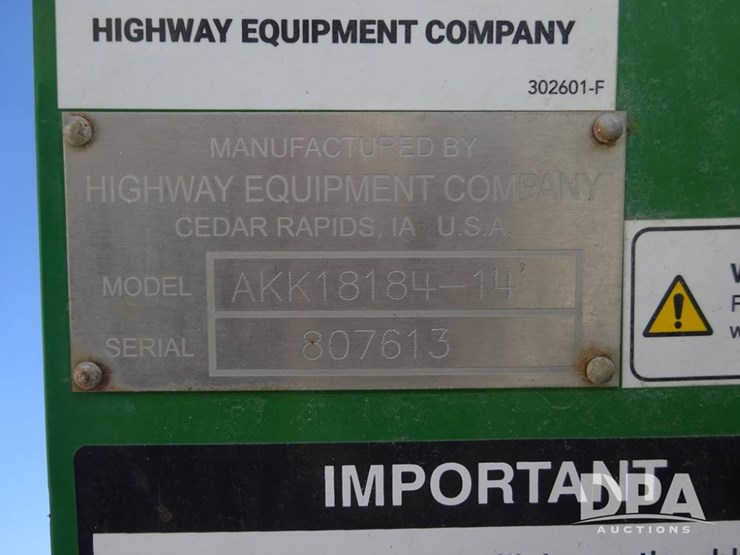 HIGHWAY EQUIPMENT COMPANY
302601-F
MANUFACTURED BY
HIGHWAY EQUIPMENT COMPANY
CEDAR RAPIDS, IA U.S.A.
MODEL AKK18184-14'
SERIAL 807613
IMPORTANT
DPA
AUCTIONS